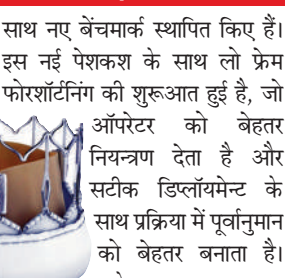 साथ नए बेंचमार्क स्थापित किए हैं।
इस नई पेशकश के साथ लो फ्रेम
फोरशॉर्टनिंग की शुरूआत हुई है, जो
ऑपरेटर को बेहतर
नियन्त्रण देता है और
सटीक डिप्लॉयमेन्ट के
साथ प्रक्रिया में पूर्वानुमान
को बेहतर बनाता है।